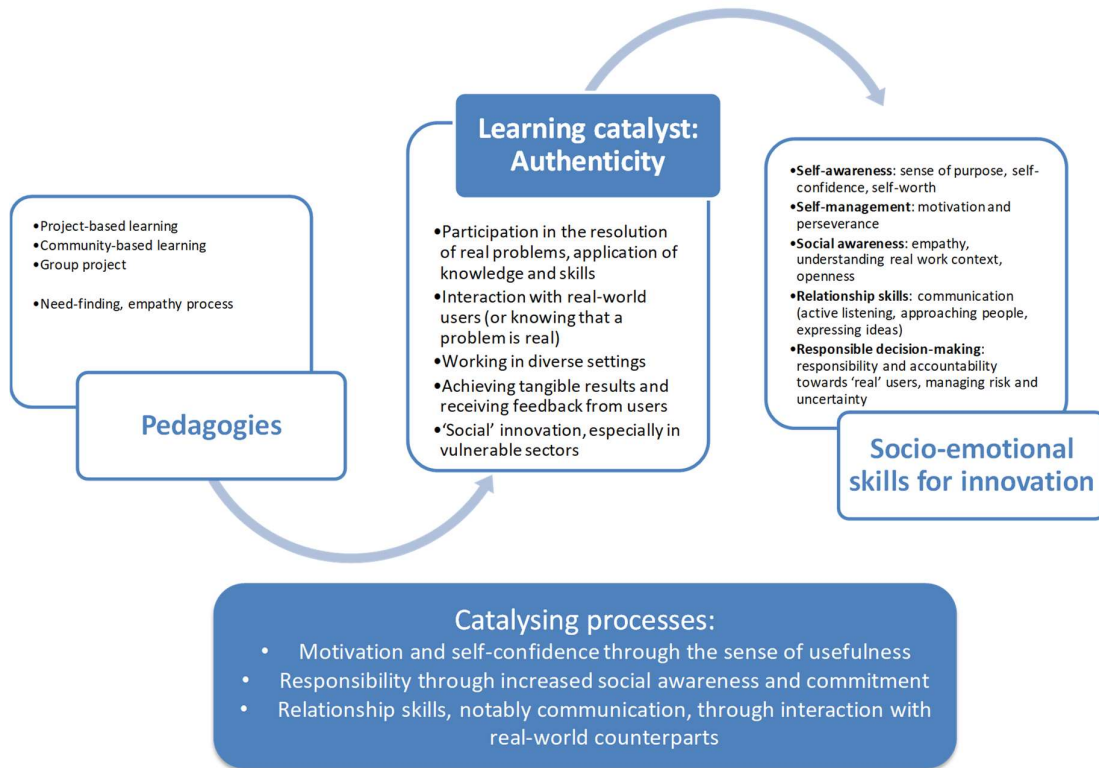 •Project-based learning
•Community-based learning
•Group project
•Need-finding, empathy process
Pedagogies
Learning catalyst:
Authenticity
•Participation in the resolution
of real problems, application of
knowledge and skills
•Interaction with real-world
users (or knowing that a
problem is real)
•Working in diverse settings
•Achieving tangible results and
receiving feedback from users
•‘Social’ innovation, especially in
vulnerable sectors
•Self-awareness: sense of purpose, self-
confidence, self-worth
•Self-management: motivation and
perseverance
•Social awareness: empathy,
understanding real work context,
openness
•Relationship skills: communication
(active listening, approaching people,
expressing ideas)
•Responsible decision-making:
responsibility and accountability
towards ‘real’ users, managing risk and
uncertainty
Socio-emotional
skills for innovation
Catalysing processes:
• Motivation and self-confidence through the sense of usefulness
• Responsibility through increased social awareness and commitment
• Relationship skills, notably communication, through interaction with
real-world counterparts